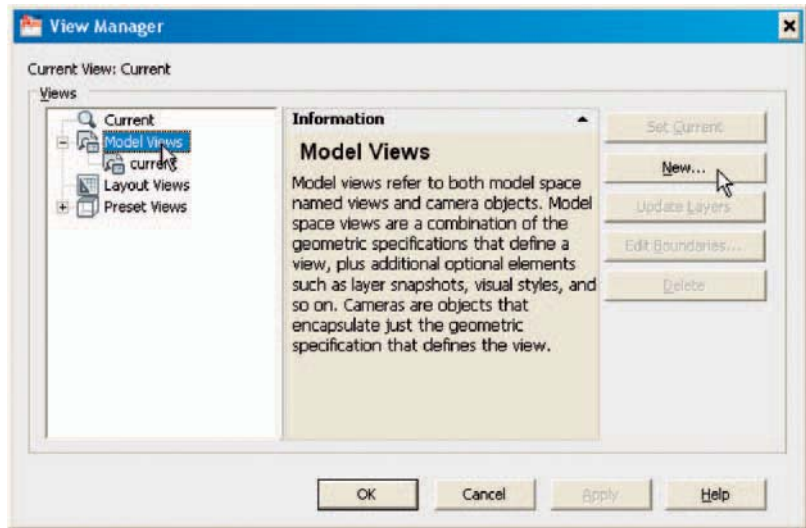 View Manager
Current View: Current
Views
Current
Model Views
current
Layout Views
Preset Views
Information
Model Views
Model views refer to both model space
named views and camera objects. Model
space views are a combination of the
geometric specifications that define a
view, plus additional optional elements
such as layer snapshots, visual styles, and
so on. Cameras are objects that
encapsulate just the geometric
specification that defines the view.
Set Current
New...
Update Layers
Edit Boundaries...
Delete
OK
Cancel
Apply
Help